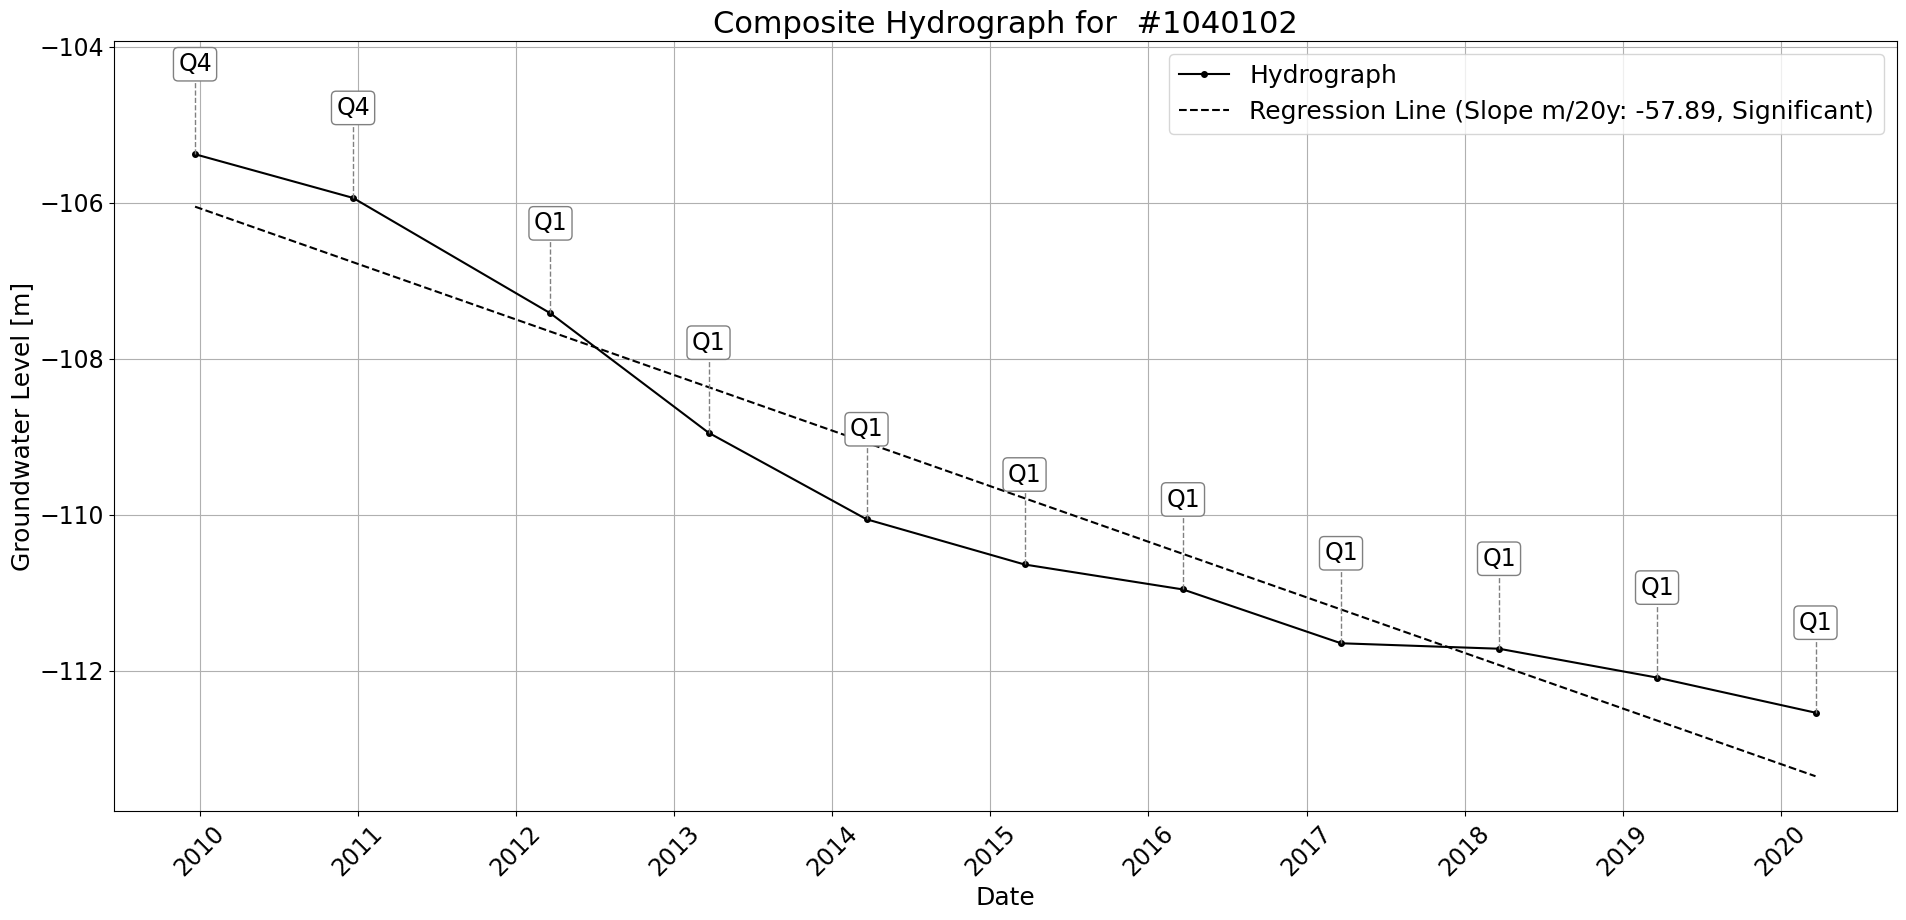 Composite Hydrograph for  #1040102
Hydrograph
Regression Line (Slope m/20y: -57.89, Significant)
Groundwater Level [m]
−104
−106
−108
−110
−112
Q4
Q4
Q1
Q1
Q1
Q1
Q1
Q1
Q1
Q1
Q1
2010
2011
2012
2013
2014
2015
2016
2017
2018
2019
2020
Date